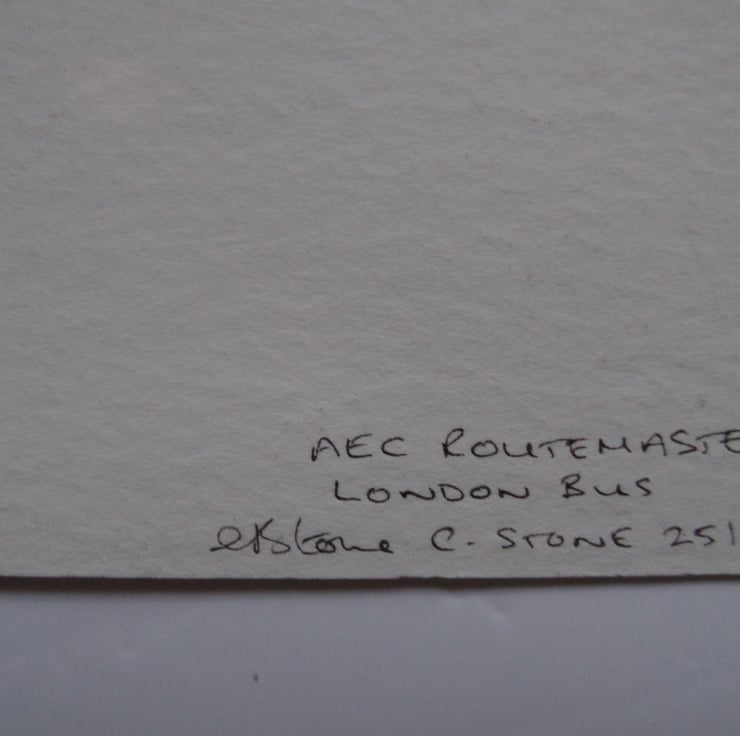 AEC ROUTEMASTE
LONDON BUS
C. STONE 251